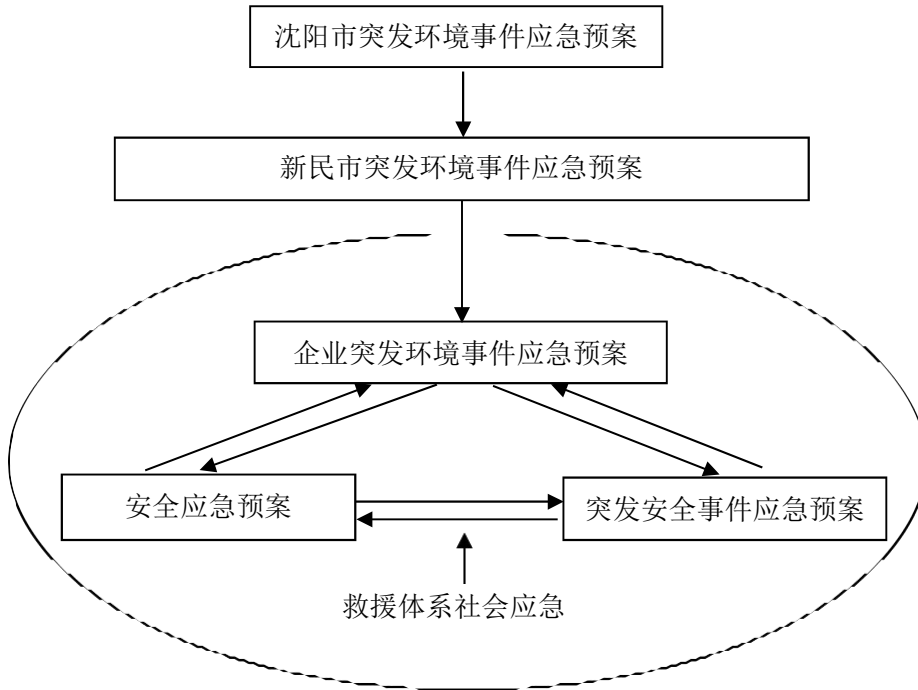 沈阳市突发环境事件应急预案
新民市突发环境事件应急预案
企业突发环境事件应急预案
安全应急预案
突发安全事件应急预案
救援体系社会应急